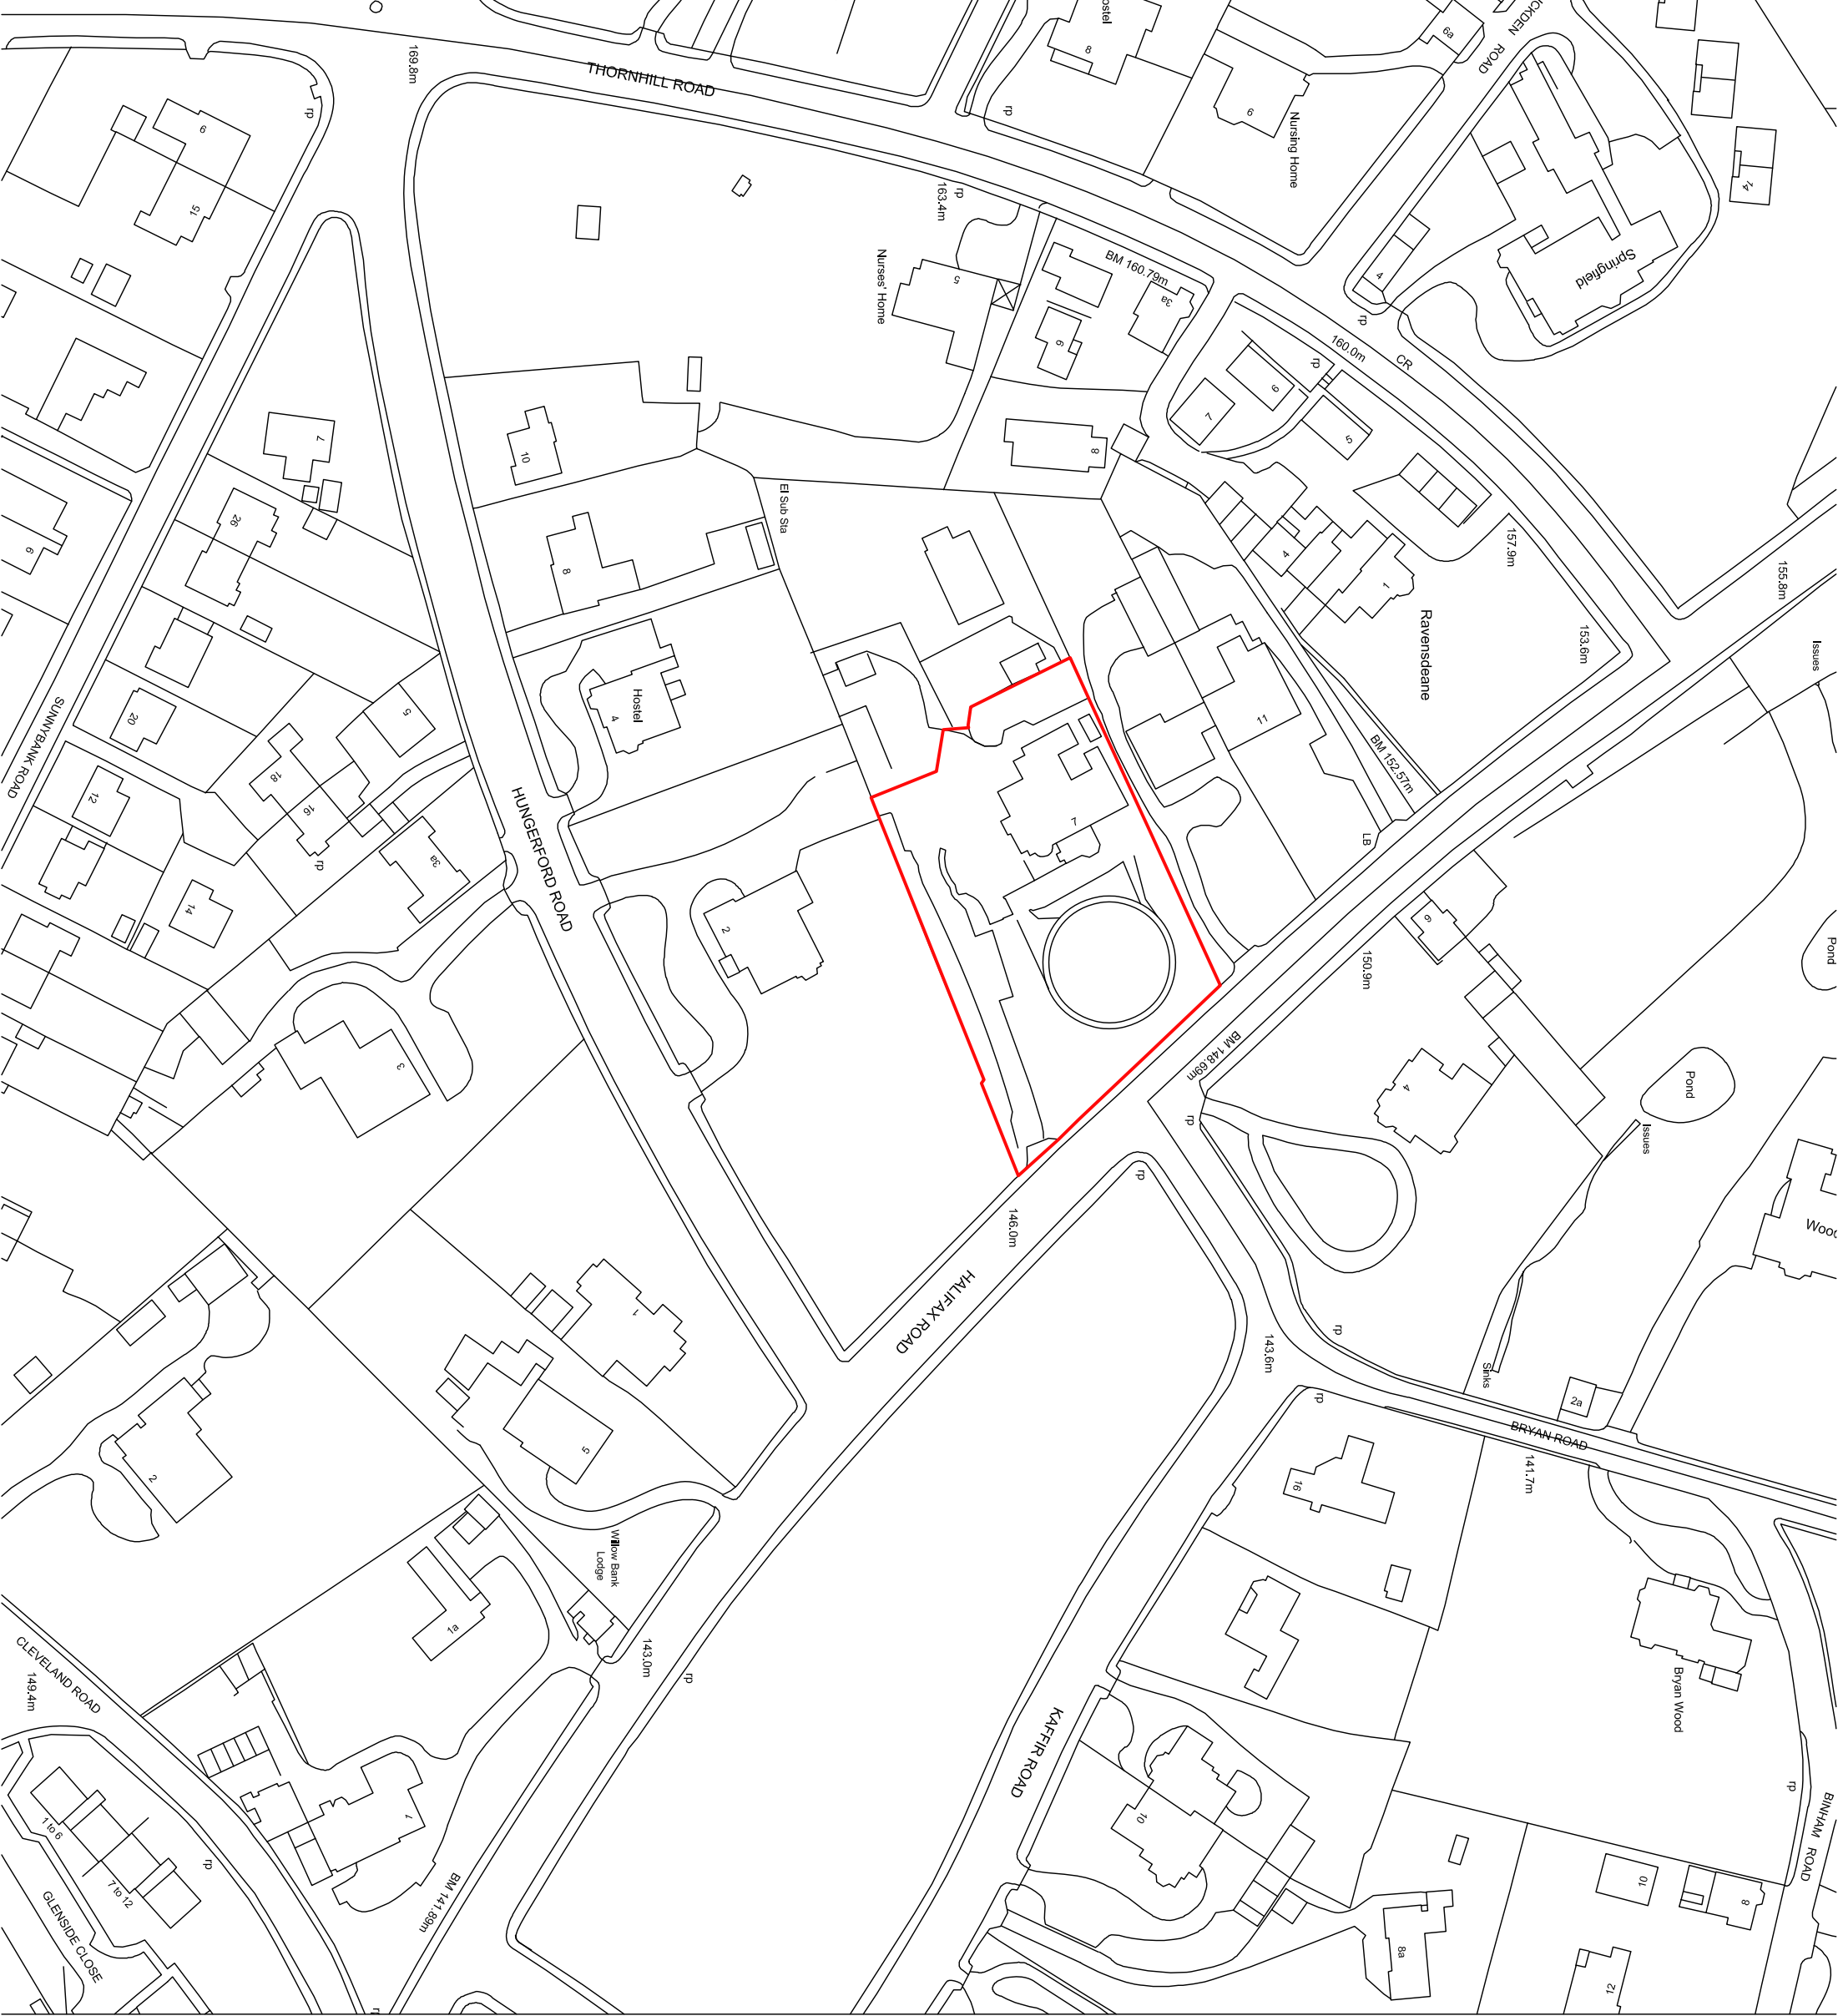 ostel
8
6a
CKDEN
ROAD
169.8m
THORNHILL ROAD
rp
rp
6
Nursing Home
6
15
14
Springfield
4
rp
rp
163.4m
Nurses' Home
5
BM 160.79m
3a
6
160.0m
CR
rp
6
7
5
8
7
10
El Sub Sta
157.9m
155.8m
26
6
8
4
1
Ravensdeane
153.6m
Issues
Hostel
4
5
20
11
BM 152.57m
SUNNYBANK ROAD
18
16
12
rp
3a
HUNGERFORD ROAD
7
LB
14
2
6
150.9m
Pond
3
BM 148.69m
4
Pond
rp
Issues
rp
146.0m
Wood
HALIFAX ROAD
1
rp
143.6m
Sinks
2a
rp
BRYAN ROAD
5
2
16
141.7m
Willow Bank
Lodge
1a
CLEVELAND ROAD
149.4m
143.0m
rp
Bryan Wood
KAFFIR ROAD
rp
BINHAM ROAD
1
1 to 6
7 to 12
rp
10
BM 141.89m
GLENSIDE CLOSE
10
8
8a
12
rp